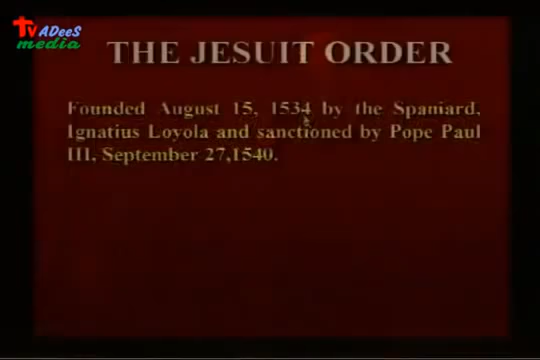 TV ADeeS
media
THE JESUIT ORDER
Founded August 15, 1534 by the Spaniard,
Ignatius Loyola and sanctioned by Pope Paul
III, September 27,1540.